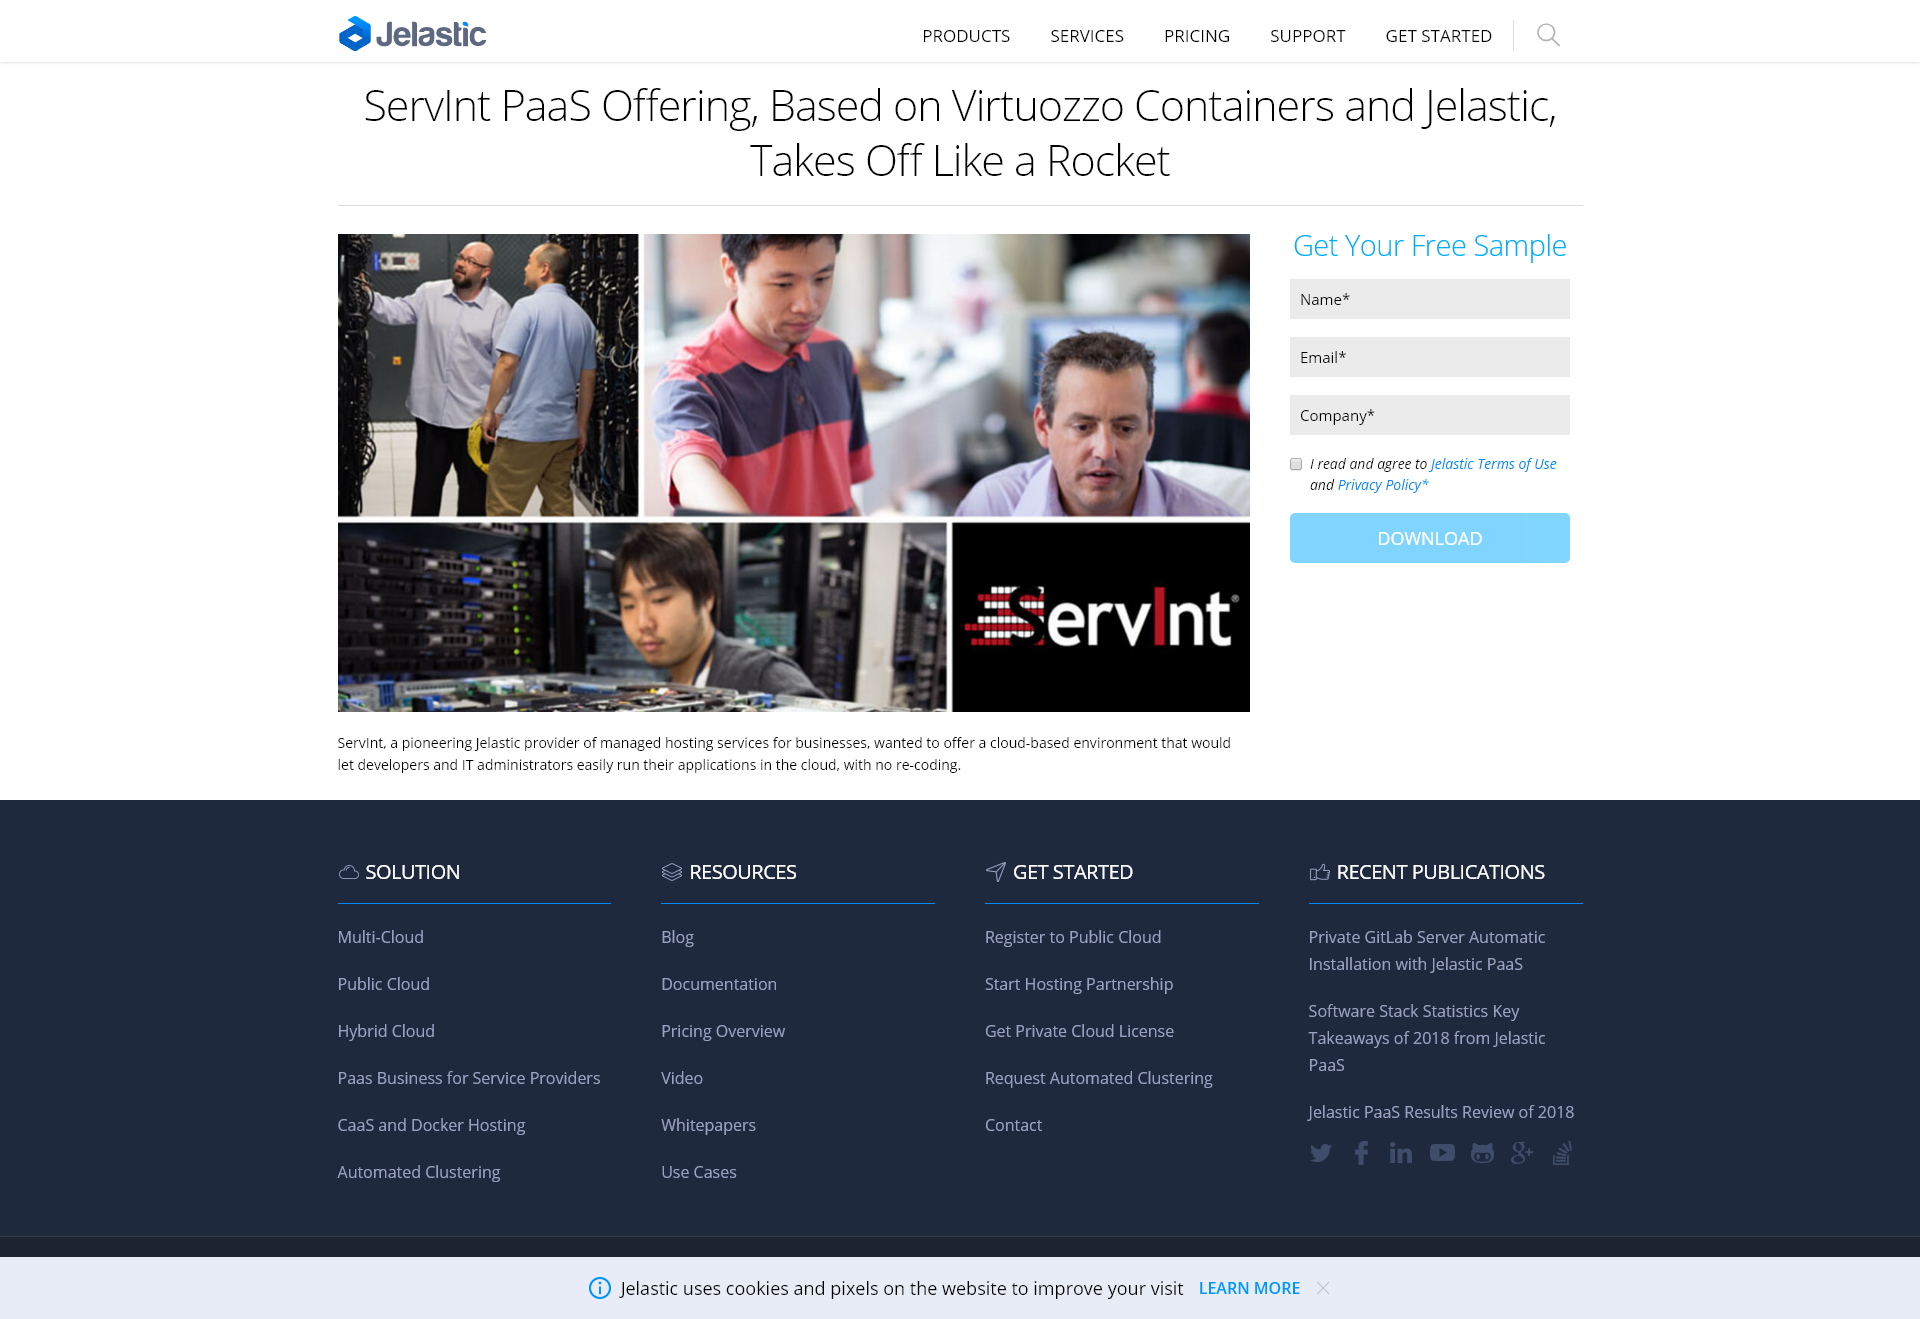 Jelastic
PRODUCTS
SERVICES
PRICING
SUPPORT
GET STARTED
ServInt PaaS Offering, Based on Virtuozzo Containers and Jelastic,
Takes Off Like a Rocket
Get Your Free Sample
Name*
Email*
Company*
I read and agree to Jelastic Terms of Use
and Privacy Policy*
DOWNLOAD
ServInt®
ServInt, a pioneering Jelastic provider of managed hosting services for businesses, wanted to offer a cloud-based environment that would
let developers and IT administrators easily run their applications in the cloud, with no re-coding.
SOLUTION
Multi-Cloud
Public Cloud
Hybrid Cloud
Paas Business for Service Providers
CaaS and Docker Hosting
Automated Clustering
RESOURCES
Blog
Documentation
Pricing Overview
Video
Whitepapers
Use Cases
GET STARTED
Register to Public Cloud
Start Hosting Partnership
Get Private Cloud License
Request Automated Clustering
Contact
RECENT PUBLICATIONS
Private GitLab Server Automatic
Installation with Jelastic PaaS
Software Stack Statistics Key
Takeaways of 2018 from Jelastic
PaaS
Jelastic PaaS Results Review of 2018
Jelastic uses cookies and pixels on the website to improve your visit
LEARN MORE